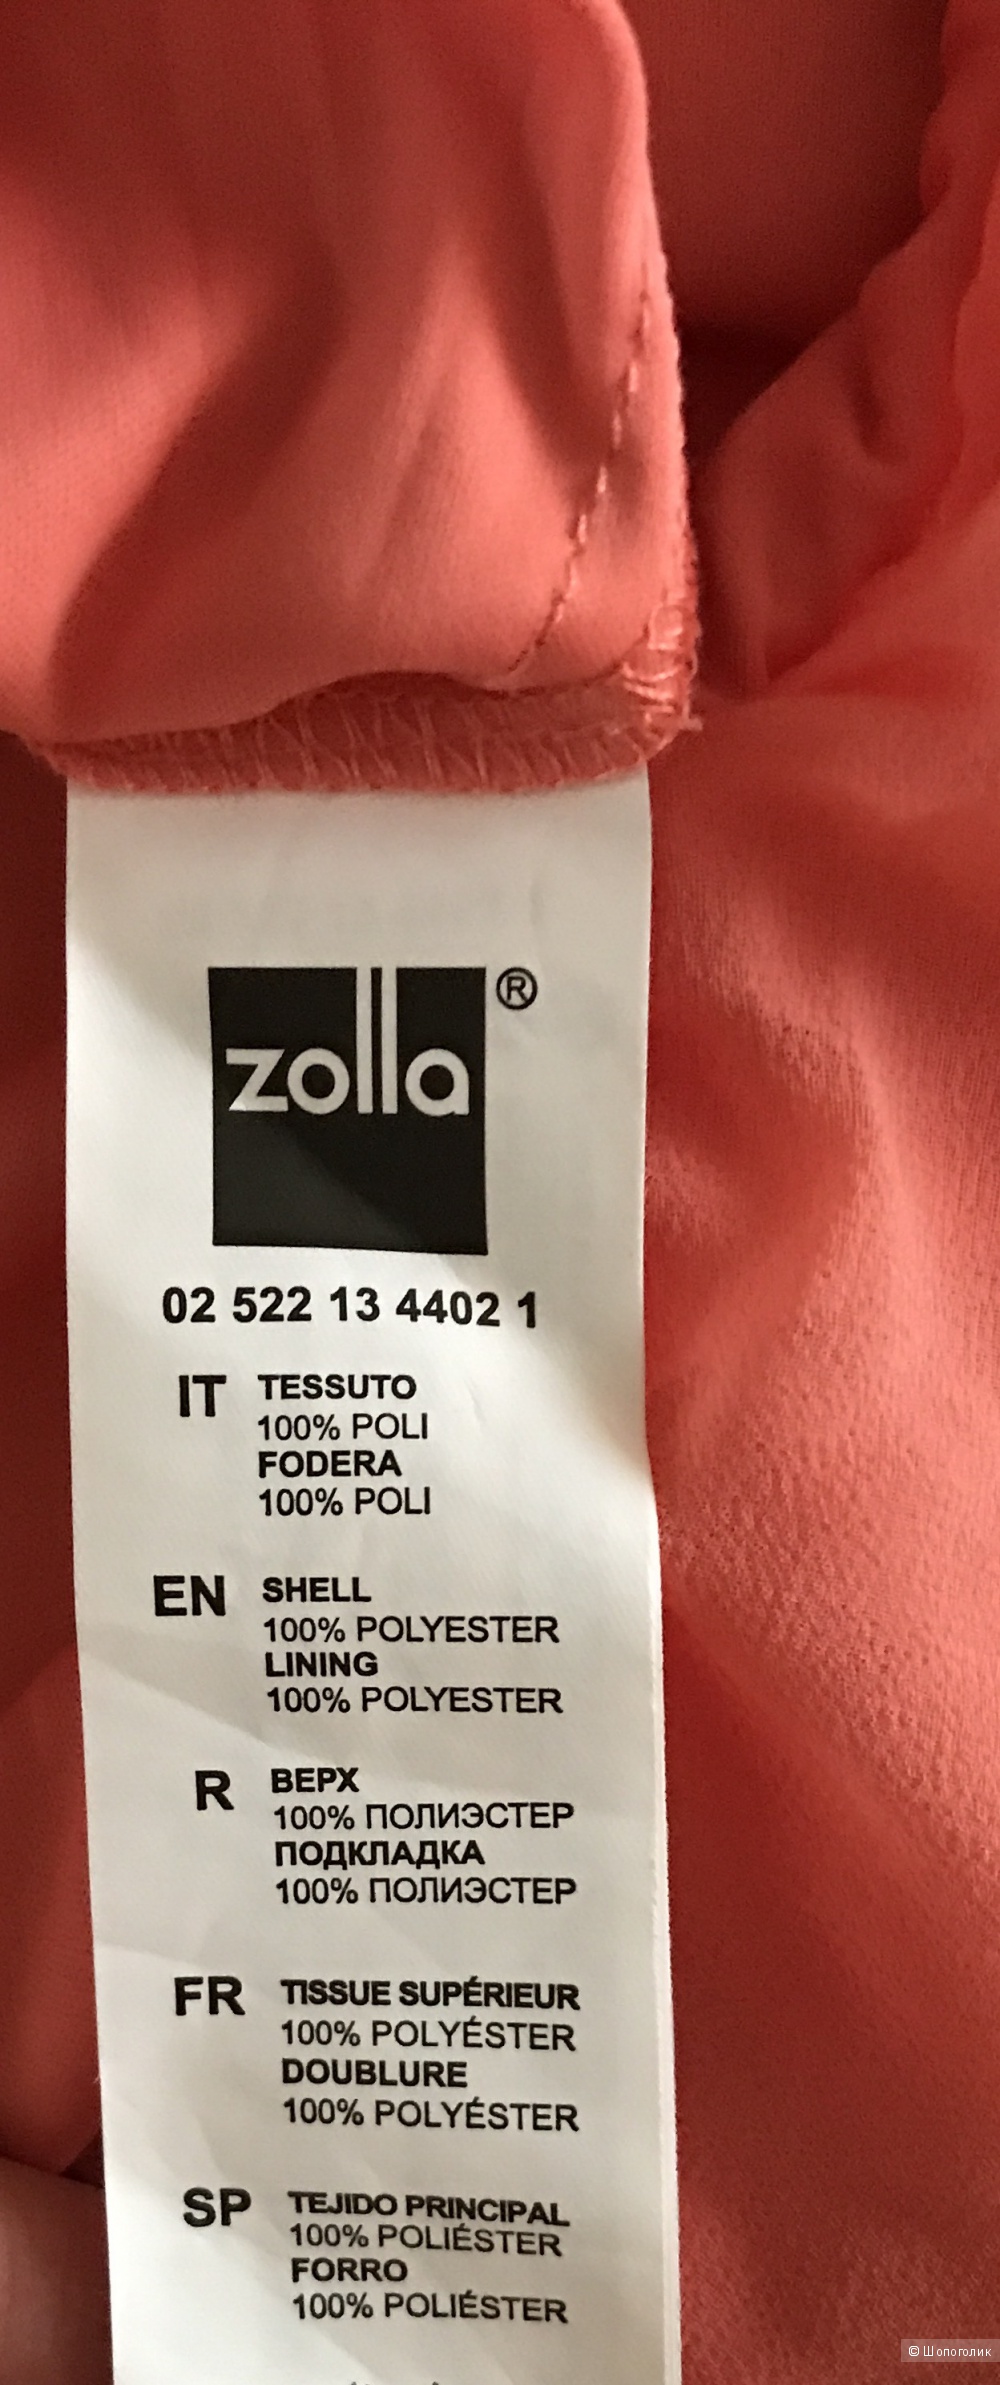 zolla®
02 522 13 4402 1
IT TESSUTO
100% POLI
FODERA
100% POLI
EN SHELL
100% POLYESTER
LINING
100% POLYESTER
R ВЕРХ
100% ПОЛИЭСТЕР
ПОДКЛАДКА
100% ПОЛИЭСТЕР
FR TISSUE SUPÉRIEUR
100% POLYÉSTER
DOUBLURE
100% POLYÉSTER
SP TEJIDO PRINCIPAL
100% POLIÉSTER
FORRO
100% POLIÉSTER
© Шопоголик